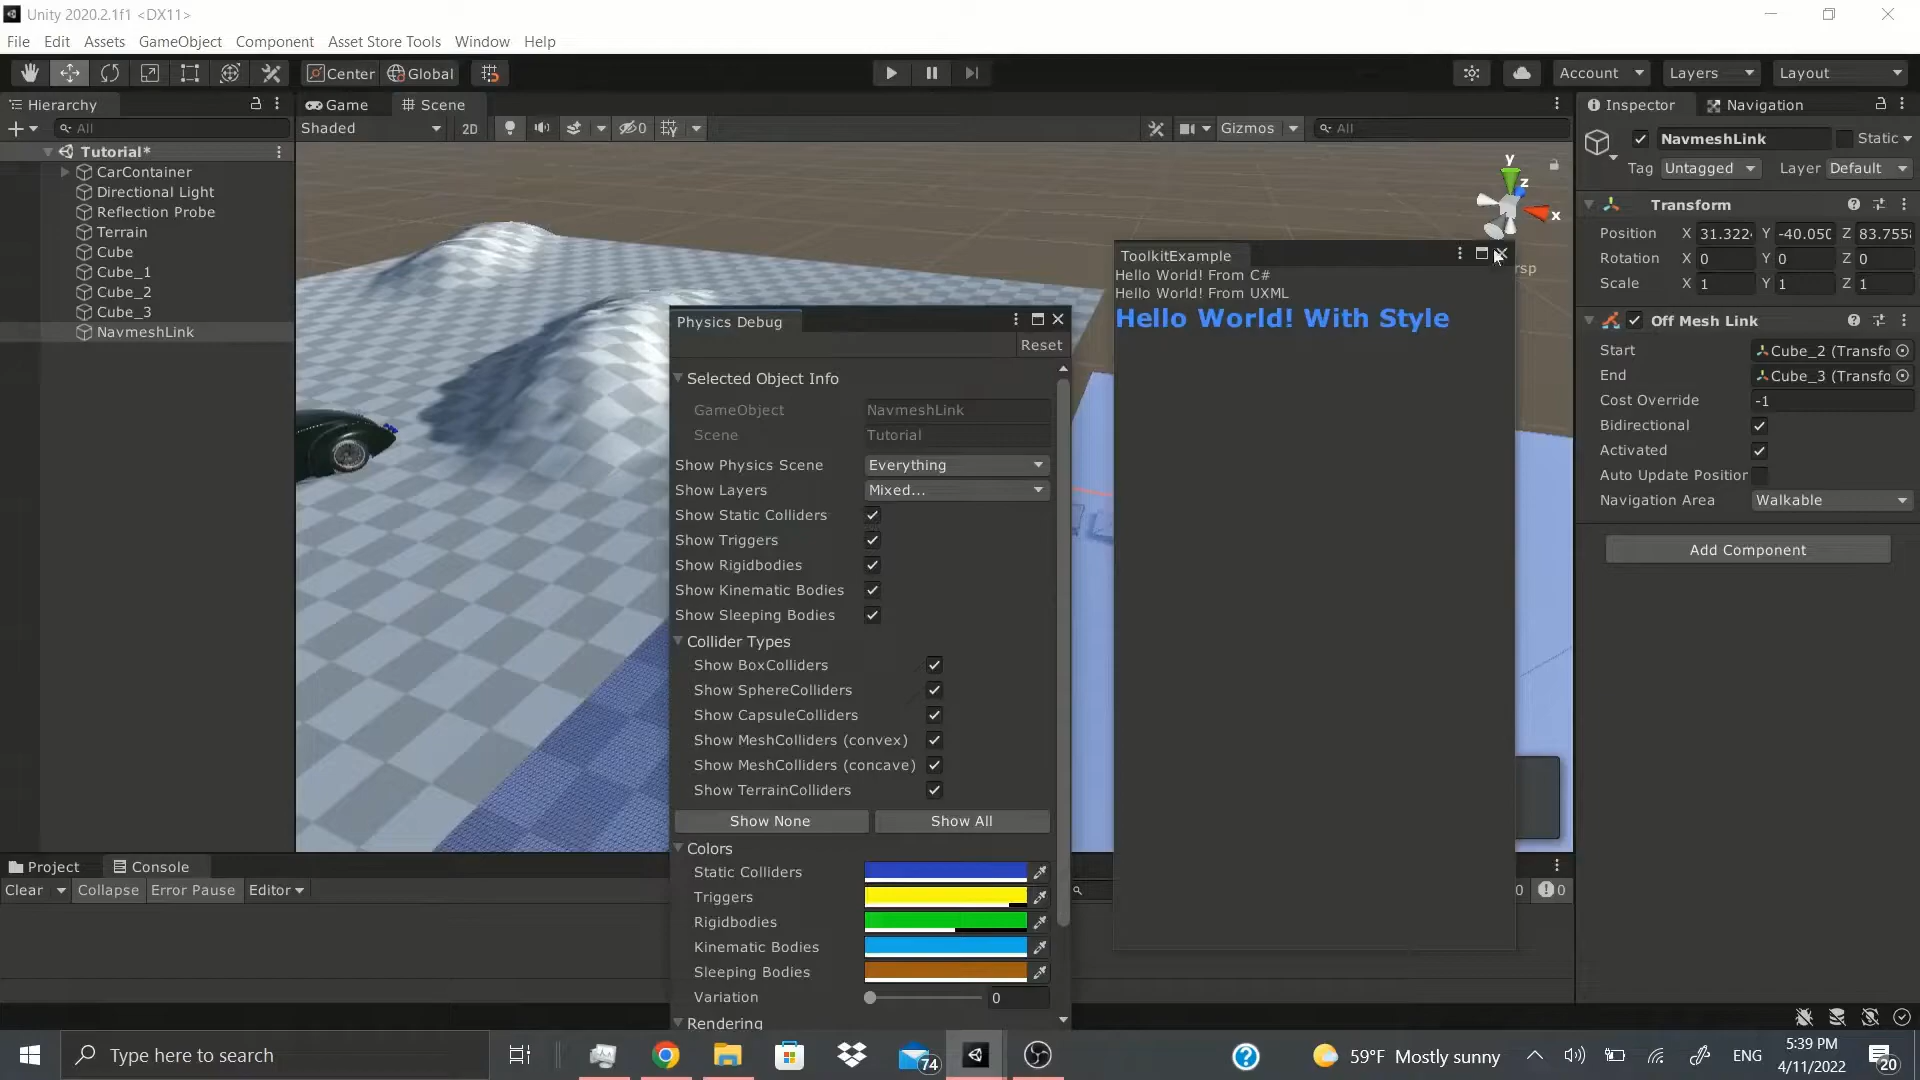 Unity 2020.2.1f1 <DX11>
File Edit Assets GameObject Component Asset Store Tools Window Help
Center Global Account Layers Layout
Hierarchy Game Scene Inspector Navigation
All Shaded 2D 0 Gizmos All
NavmeshLink Static
Tag Untagged Layer Default
Tutorial*
CarContainer
Directional Light
Reflection Probe
Terrain
Cube
Cube_1
Cube_2
Cube_3
NavmeshLink
y
z
x
rsp
ToolkitExample
Hello World! From C#
Hello World! From UXML
Hello World! With Style
Physics Debug
Reset
Selected Object Info
GameObject NavmeshLink
Scene Tutorial
Show Physics Scene Everything
Show Layers Mixed...
Show Static Colliders
Show Triggers
Show Rigidbodies
Show Kinematic Bodies
Show Sleeping Bodies
Collider Types
Show BoxColliders
Show SphereColliders
Show CapsuleColliders
Show MeshColliders (convex)
Show MeshColliders (concave)
Show TerrainColliders
Show None Show All
Colors
Static Colliders
Triggers
Rigidbodies
Kinematic Bodies
Sleeping Bodies
Variation 0
Rendering
Transform
Position X 31.322 Y -40.050 Z 83.755
Rotation X 0 Y 0 Z 0
Scale X 1 Y 1 Z 1
Off Mesh Link
Start Cube_2 (Transfo
End Cube_3 (Transfo
Cost Override -1
Bidirectional
Activated
Auto Update Position
Navigation Area Walkable
Add Component
Project Console
Clear Collapse Error Pause Editor
0 0
Type here to search
74
59°F Mostly sunny
ENG
5:39 PM
4/11/2022
20